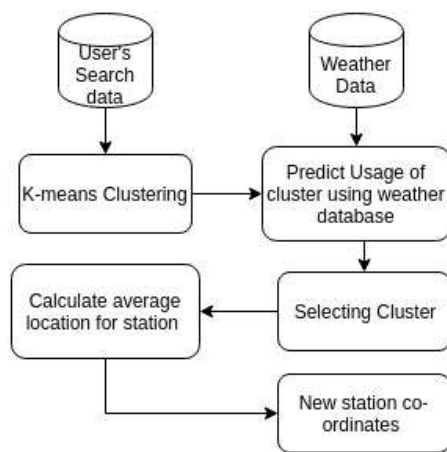 User's
Search
data
Weather
Data
K-means Clustering
Predict Usage of
cluster using weather
database
Selecting Cluster
Calculate average
location for station
New station co-
ordinates